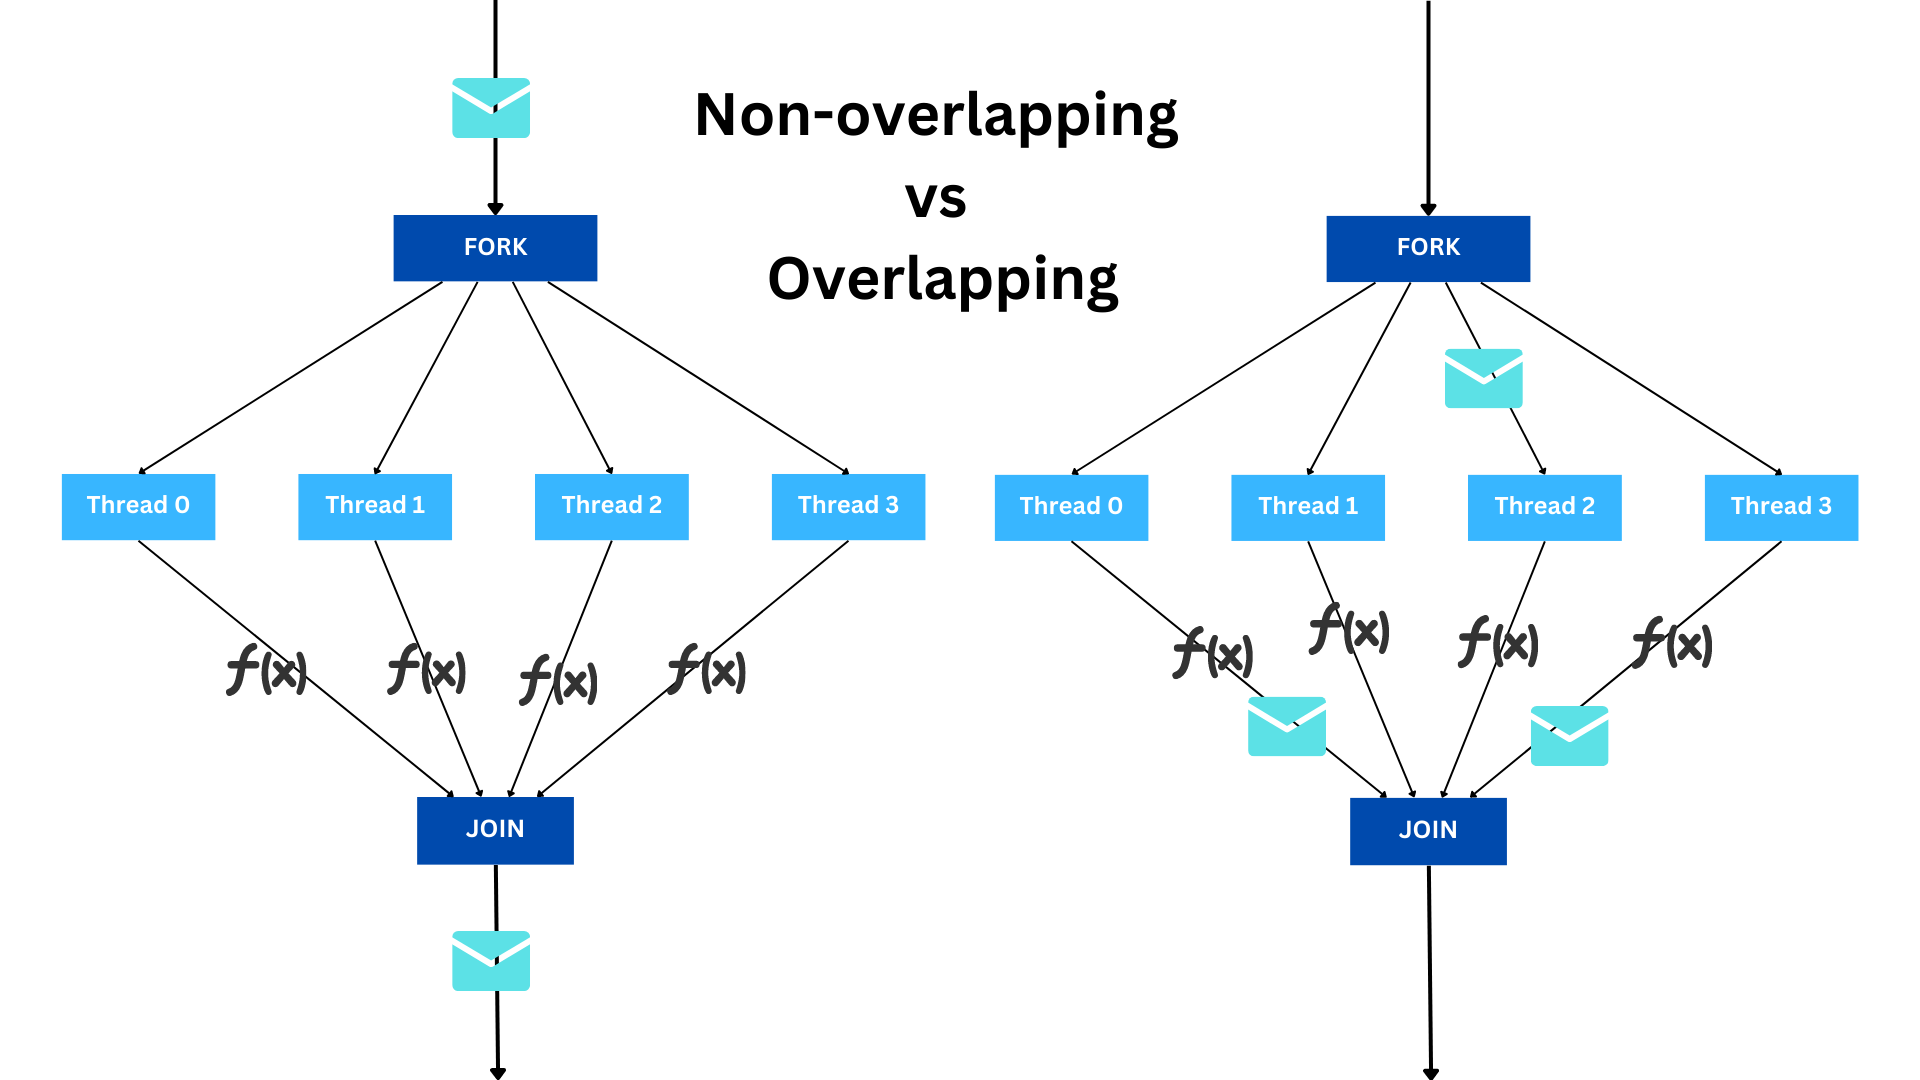 Non-overlapping
vs
Overlapping
FORK
Thread 0
Thread 1
Thread 2
Thread 3
f(x)
f(x)
f(x)
f(x)
JOIN
FORK
Thread 0
Thread 1
Thread 2
Thread 3
f(x)
f(x)
f(x)
f(x)
JOIN